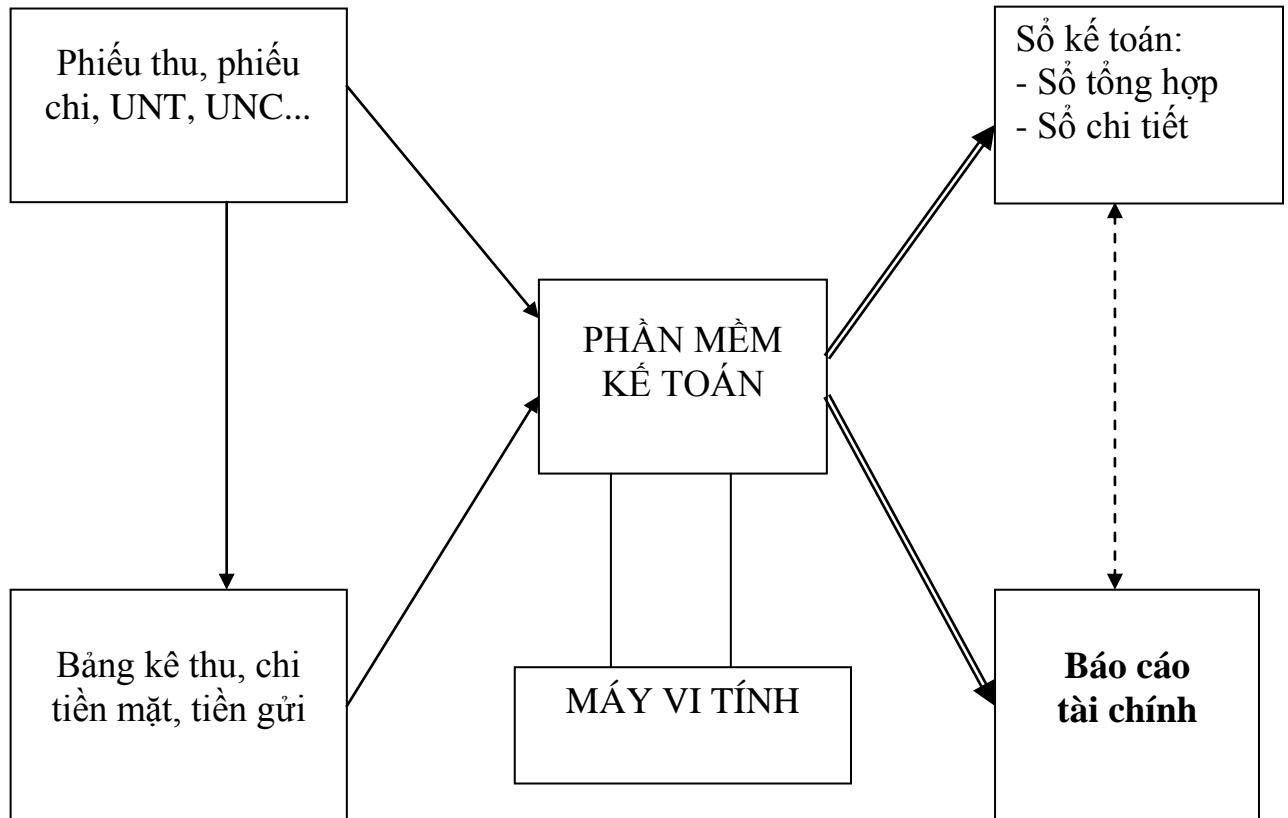 Phiếu thu, phiếu
chi, UNT, UNC...
Sổ kế toán:
- Sổ tổng hợp
- Sổ chi tiết
PHẦN MỀM
KẾ TOÁN
Bảng kê thu, chi
tiền mặt, tiền gửi
MÁY VI TÍNH
Báo cáo
tài chính